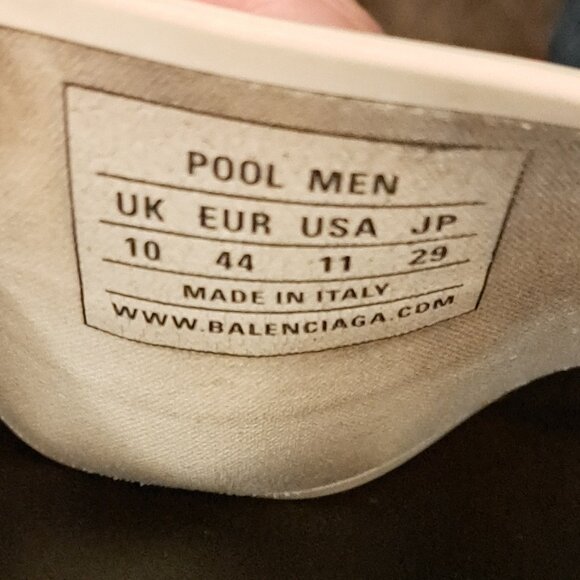 POOL MEN
UK EUR USA JP
10 44 11 29
MADE IN ITALY
WWW.BALENCIAGA.COM